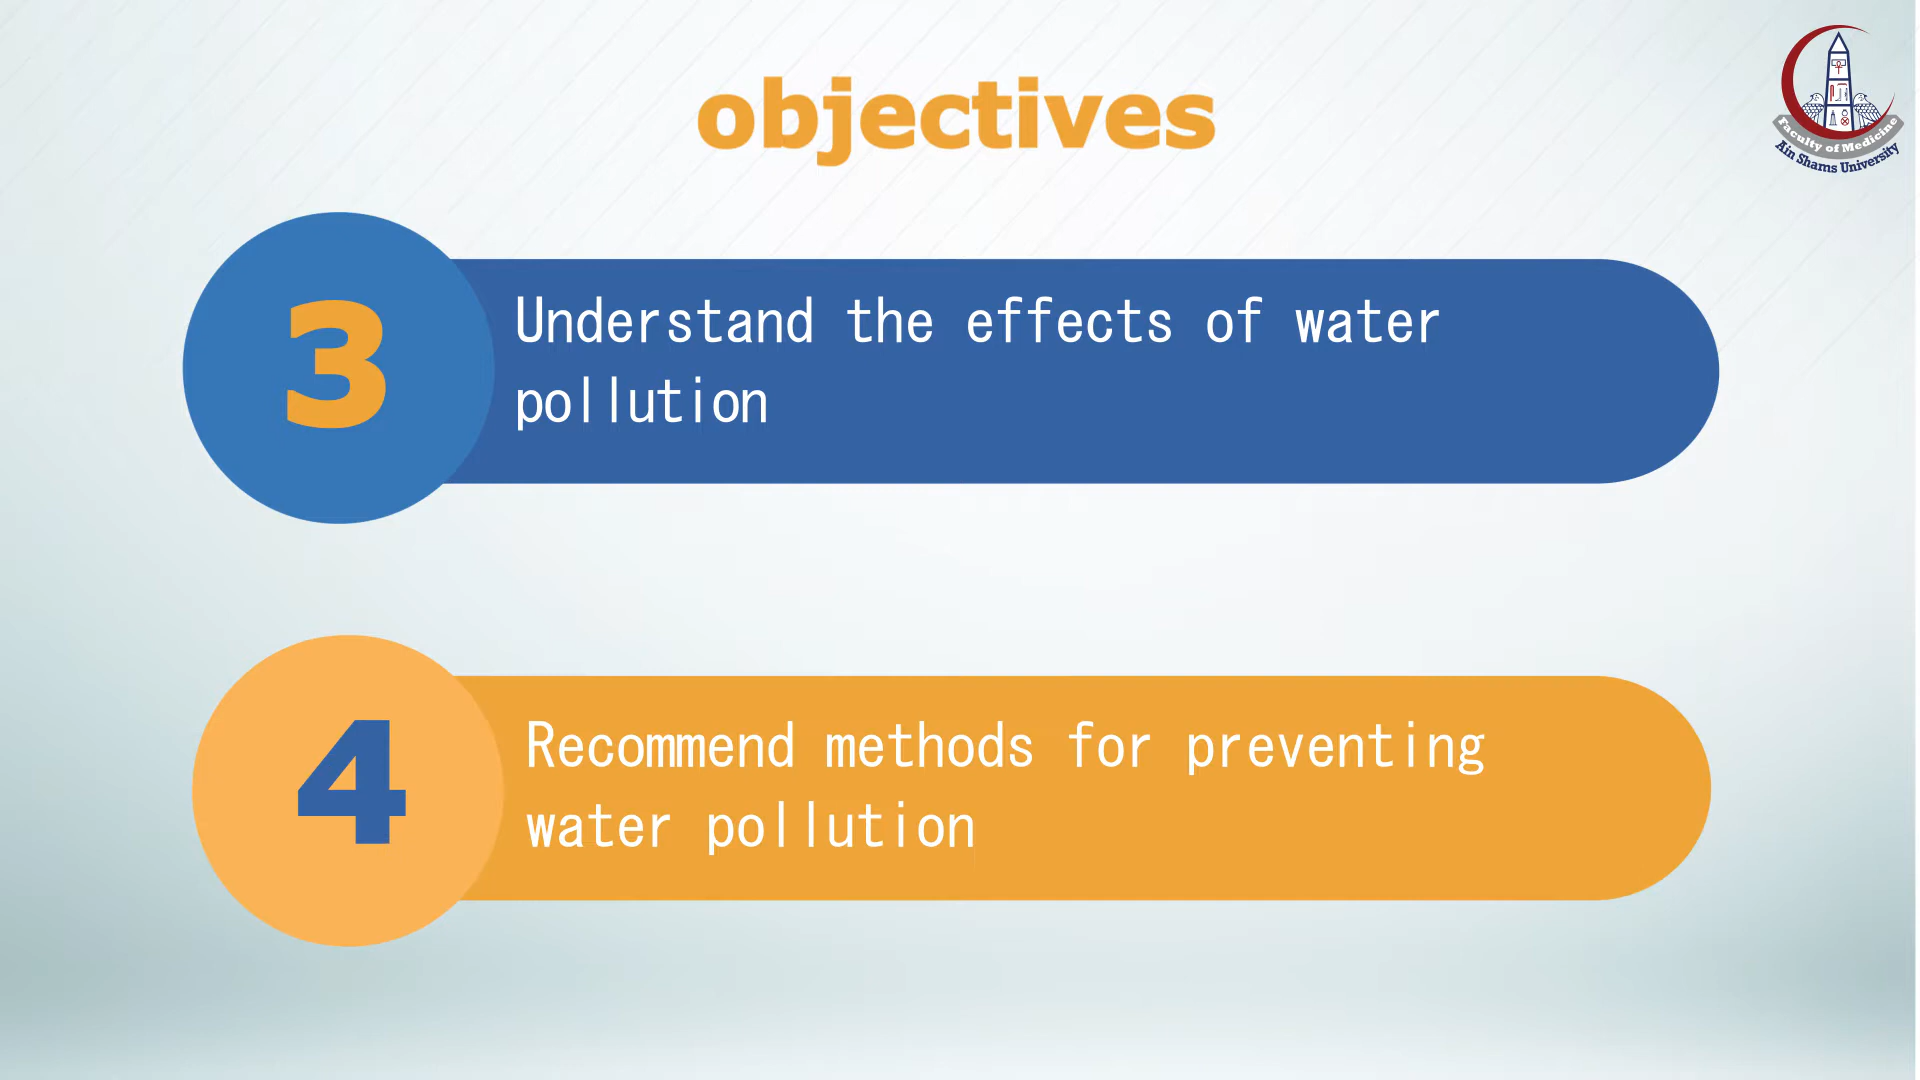 objectives
3
Understand the effects of water
pollution
4
Recommend methods for preventing
water pollution
Faculty of Medicine
Ain Shams University